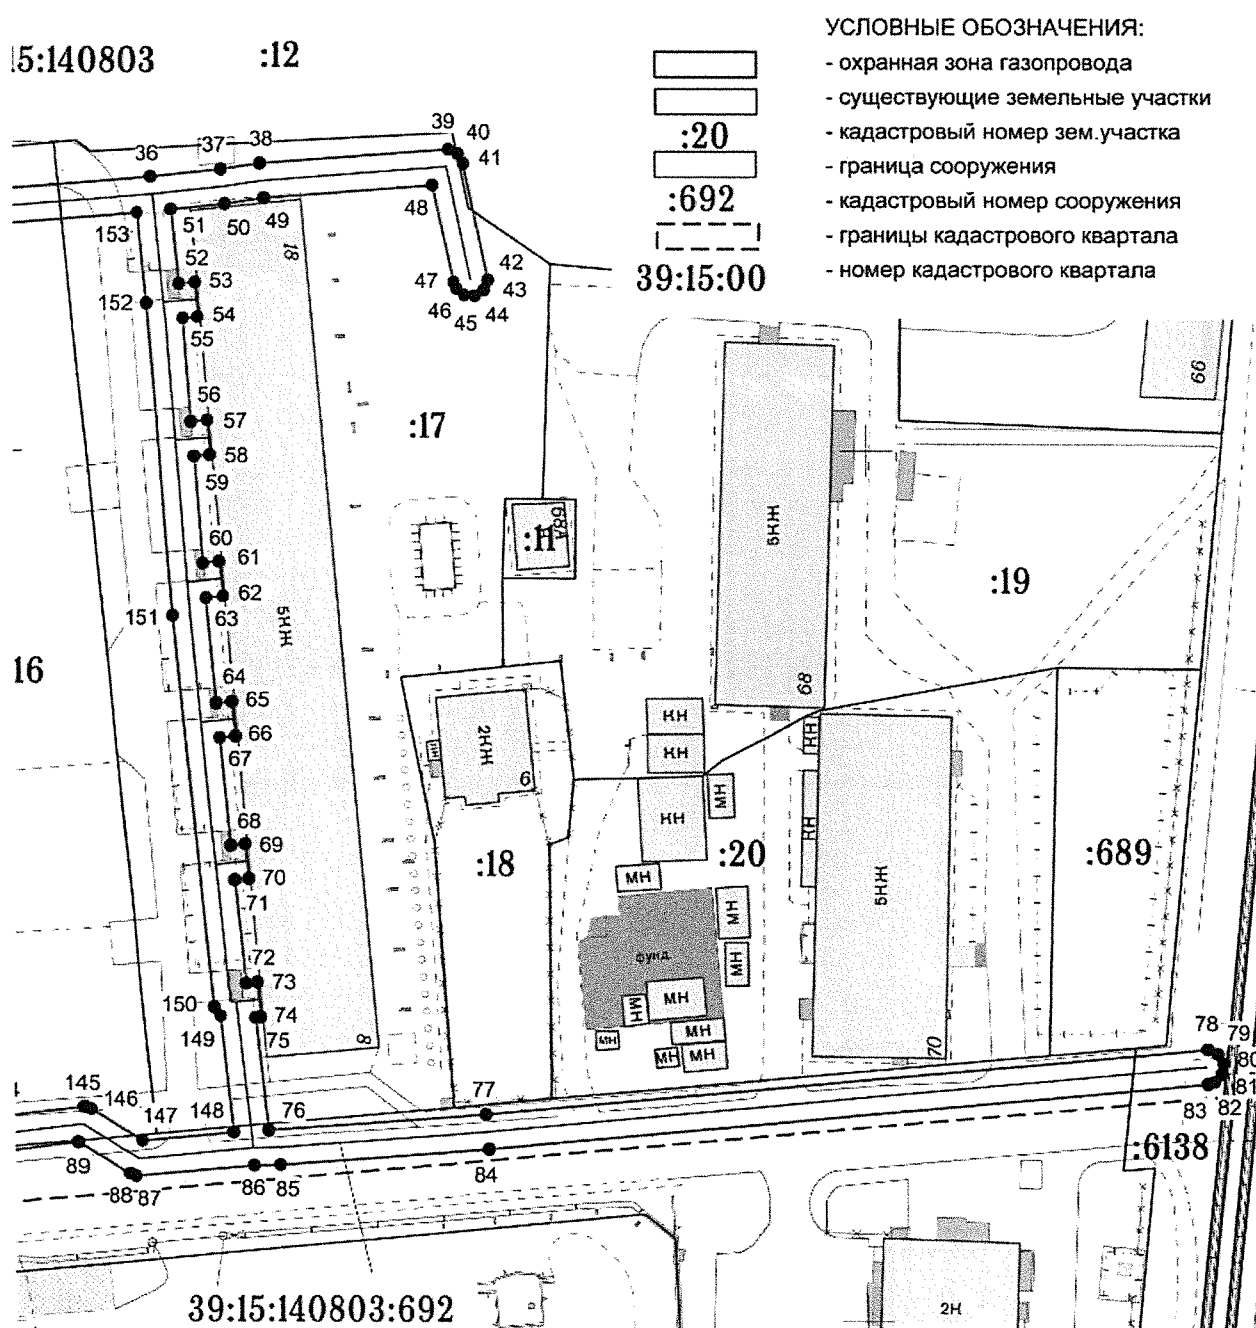 УСЛОВНЫЕ ОБОЗНАЧЕНИЯ:
- охранная зона газопровода
- существующие земельные участки
:20 - кадастровый номер зем.участка
- граница сооружения
:692 - кадастровый номер сооружения
- границы кадастрового квартала
39:15:00 - номер кадастрового квартала
15:140803 :12
39
40
36 37 38
41
48
153 51 50 49
18
52
53
42
47 43
152
46 45 44
54
55
66
56
57
:17
58
59
68А
:11
5КЖ
60
61
:19
62
151 63
5КЖ
16
64
65
68
66
67
КН
КН
КН
2КЖ
КН
6
МН
КН
КН
68
69
:18 :20 :689
70
МН
71
5КЖ
МН
фунд.
МН
72
73
МН
МН
150
74
МН
149 75
МН
МН
МН
8
70
78
79
80
81
82
83
77
145
146
147 148 76
:6138
89
84
88 87 86 85
39:15:140803:692
2Н